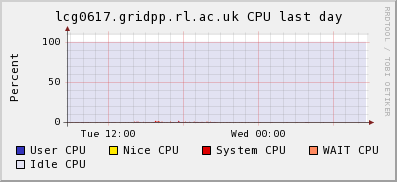 lcg0617.gridpp.rl.ac.uk CPU last day
RRDTOOL / TOBI OETIKER
Percent
100
50
0
Tue 12:00 Wed 00:00
User CPU Nice CPU System CPU WAIT CPU
Idle CPU